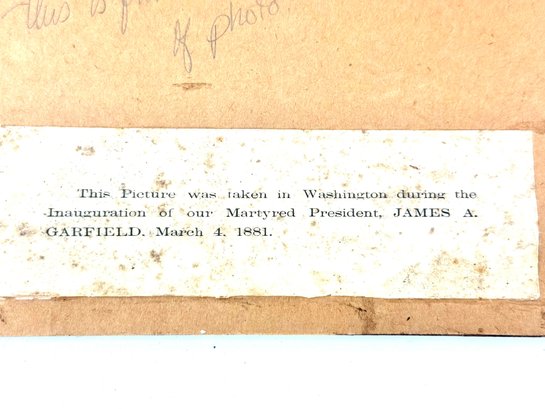 This is
of photo
This Picture was taken in Washington during the
Inauguration of our Martyred President, JAMES A.
GARFIELD. March 4, 1881.